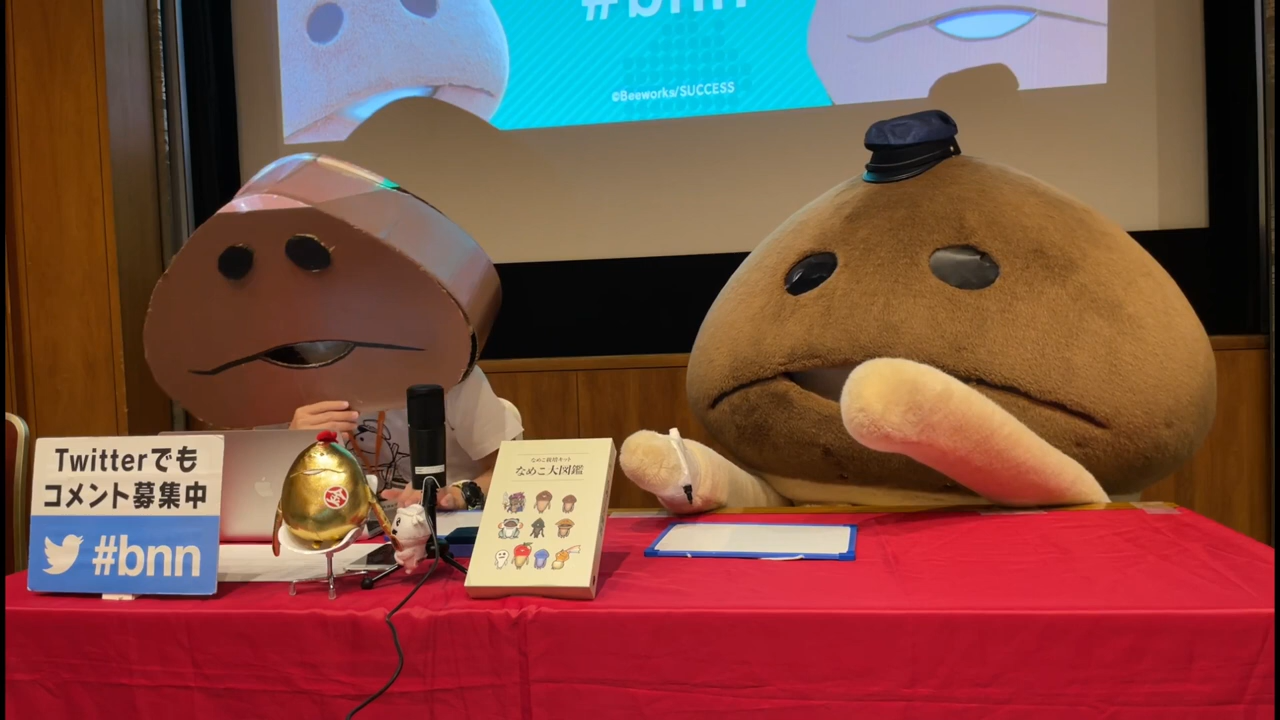 #bnn
©Beeworks/SUCCESS
Twitterでも
コメント募集中
#bnn
なめこ栽培キット
なめこ大図鑑